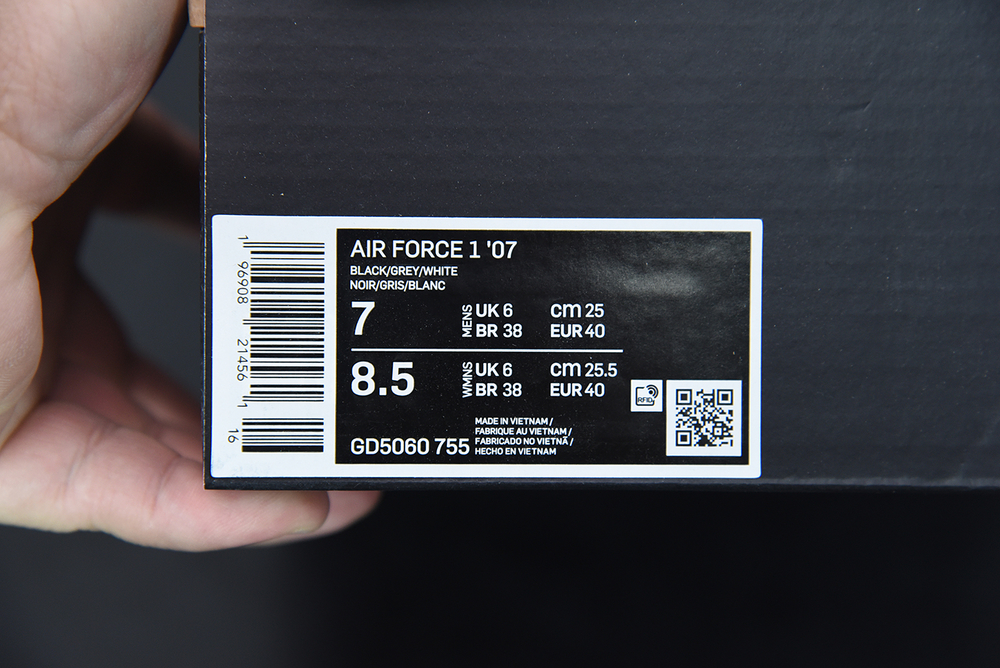 AIR FORCE 1 '07
BLACK/GREY/WHITE
NOIR/GRIS/BLANC
7 MENS UK 6 cm 25
BR 38 EUR 40
8.5 WMNS UK 6 cm 25.5
BR 38 EUR 40
RFID
MADE IN VIETNAM /
FABRIQUE AU VIETNAM /
FABRICADO NO VIETNÃ /
HECHO EN VIETNAM
GD5060 755
1 96908 21456 1
16